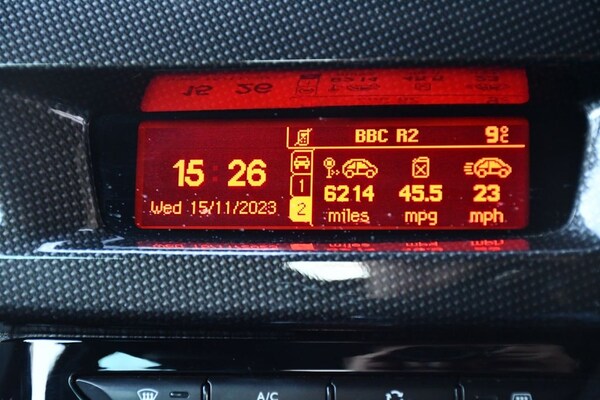 BBC R2 9°C
15:26
Wed 15/11/2023
1
2
6214 45.5 23
miles mpg mph
A/C